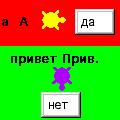 а А да
привет Прив.
нет